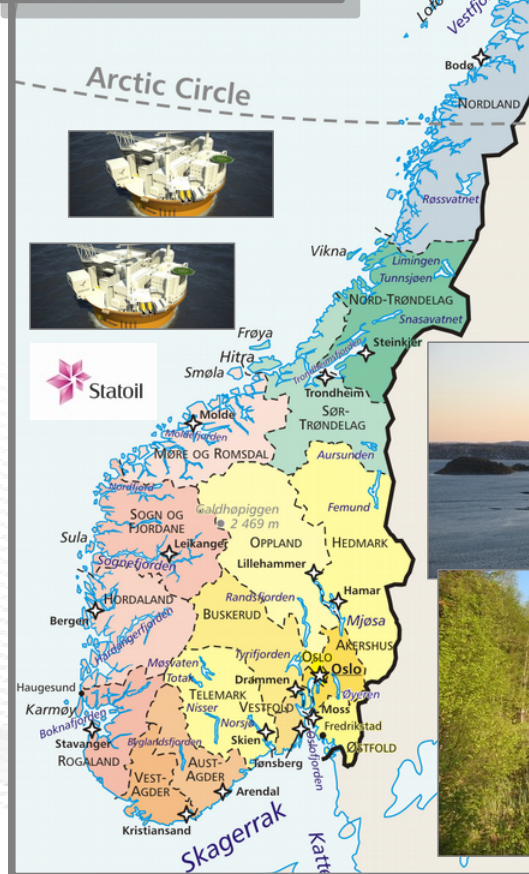 Lofo
Vestfjo
Bodø
Arctic Circle
NORDLAND
Røssvatnet
Vikna
Limingen
Tunnsjøen
NORD-TRØNDELAG
Snasavatnet
Frøya
Steinkjer
Hitra
Trondheimsfjorden
Smøla
Statoil
Trondheim
Molde
SØR-
TRØNDELAG
Moldefjorden
MØRE OG ROMSDAL
Aursunden
Nordfjord
Galdhøpiggen
2 469 m
Femund
SOGN OG
FJORDANE
Sula
Leikanger
OPPLAND
HEDMARK
Sognefjorden
Lillehammer
HORDALAND
Hamar
Randsfjorden
Bergen
BUSKERUD
Mjøsa
Hardangerfjorden
AKERSHUS
Tyrifjorden
OSLO
Møsvaten
Oslo
Totak
Drammen
Haugesund
TELEMARK
Øyeren
Karmøy
Nisser
VESTFOLD
Moss
Boknafjorden
Norsjø
Fredrikstad
Stavanger
Byglandsfjorden
Skien
ØSTFOLD
ROGALAND
Tønsberg
Oslofjorden
VEST-
AGDER
AUST-
AGDER
Arendal
Kristiansand
Skagerrak
Katte